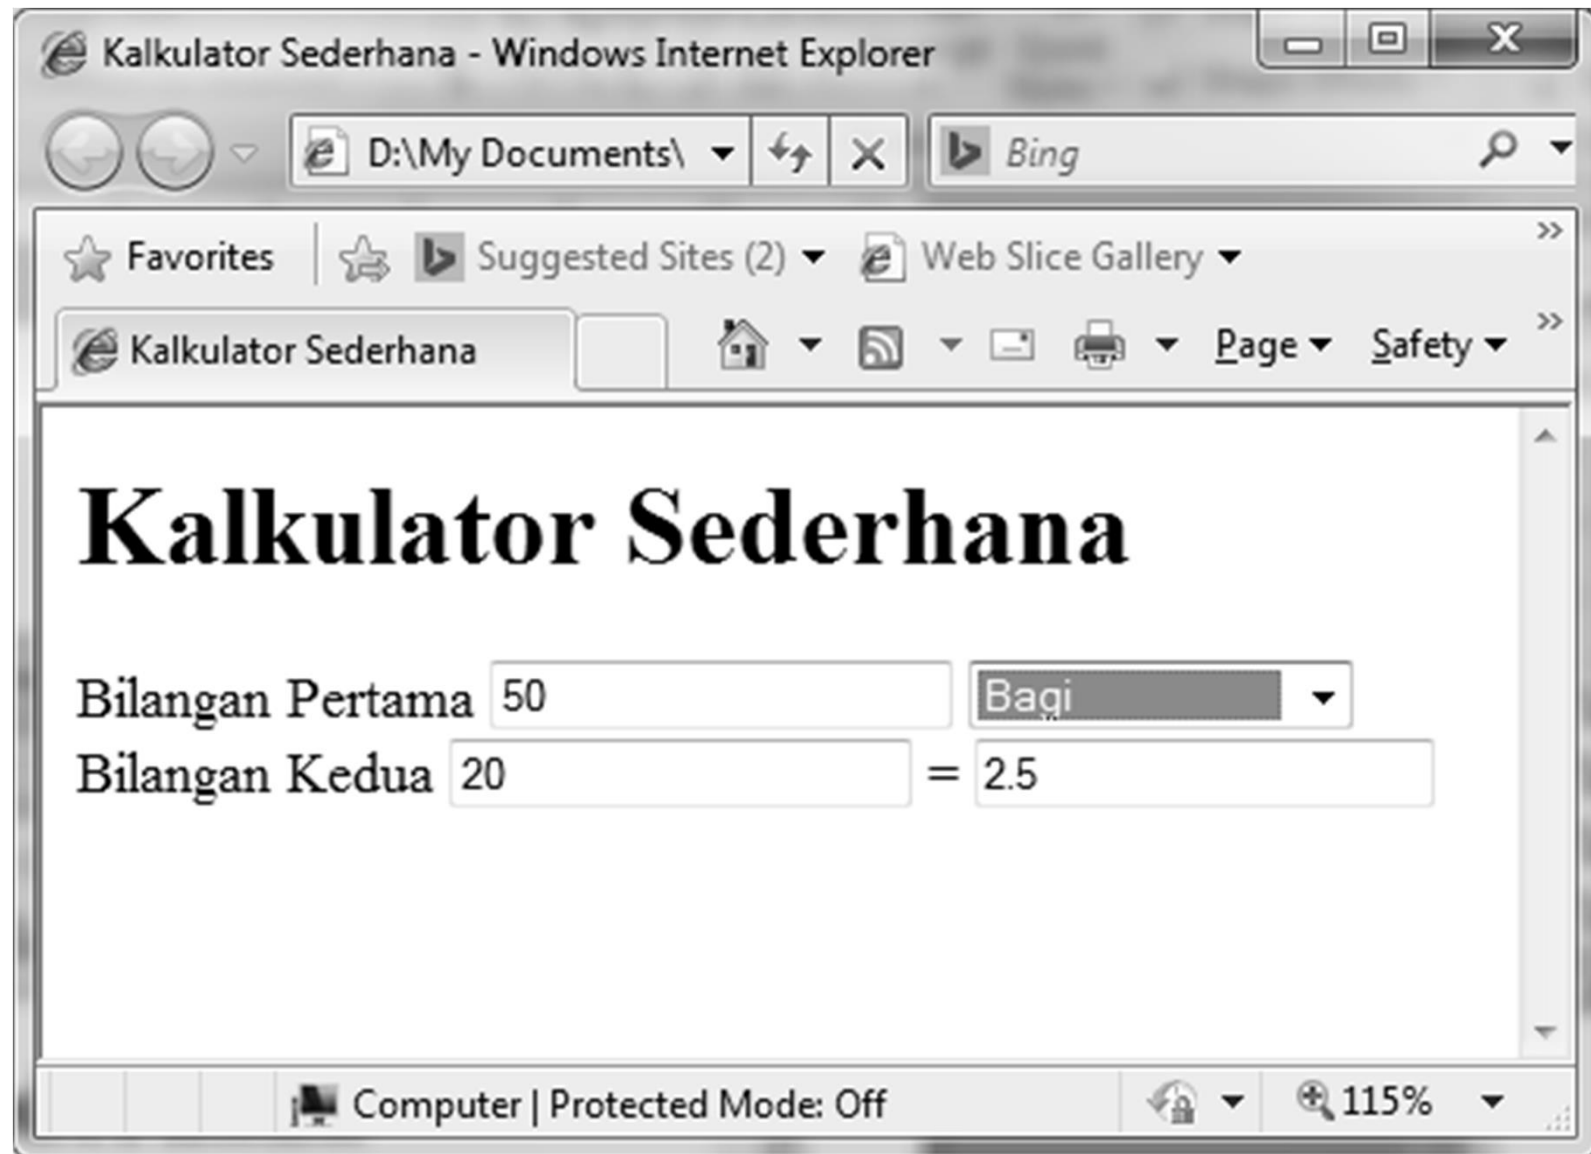 Kalkulator Sederhana - Windows Internet Explorer
D:\My Documents\ Bing
Favorites Suggested Sites (2) Web Slice Gallery »
Kalkulator Sederhana Page Safety »
Kalkulator Sederhana
Bilangan Pertama 50 Bagi
Bilangan Kedua 20 = 2.5
Computer | Protected Mode: Off 115%